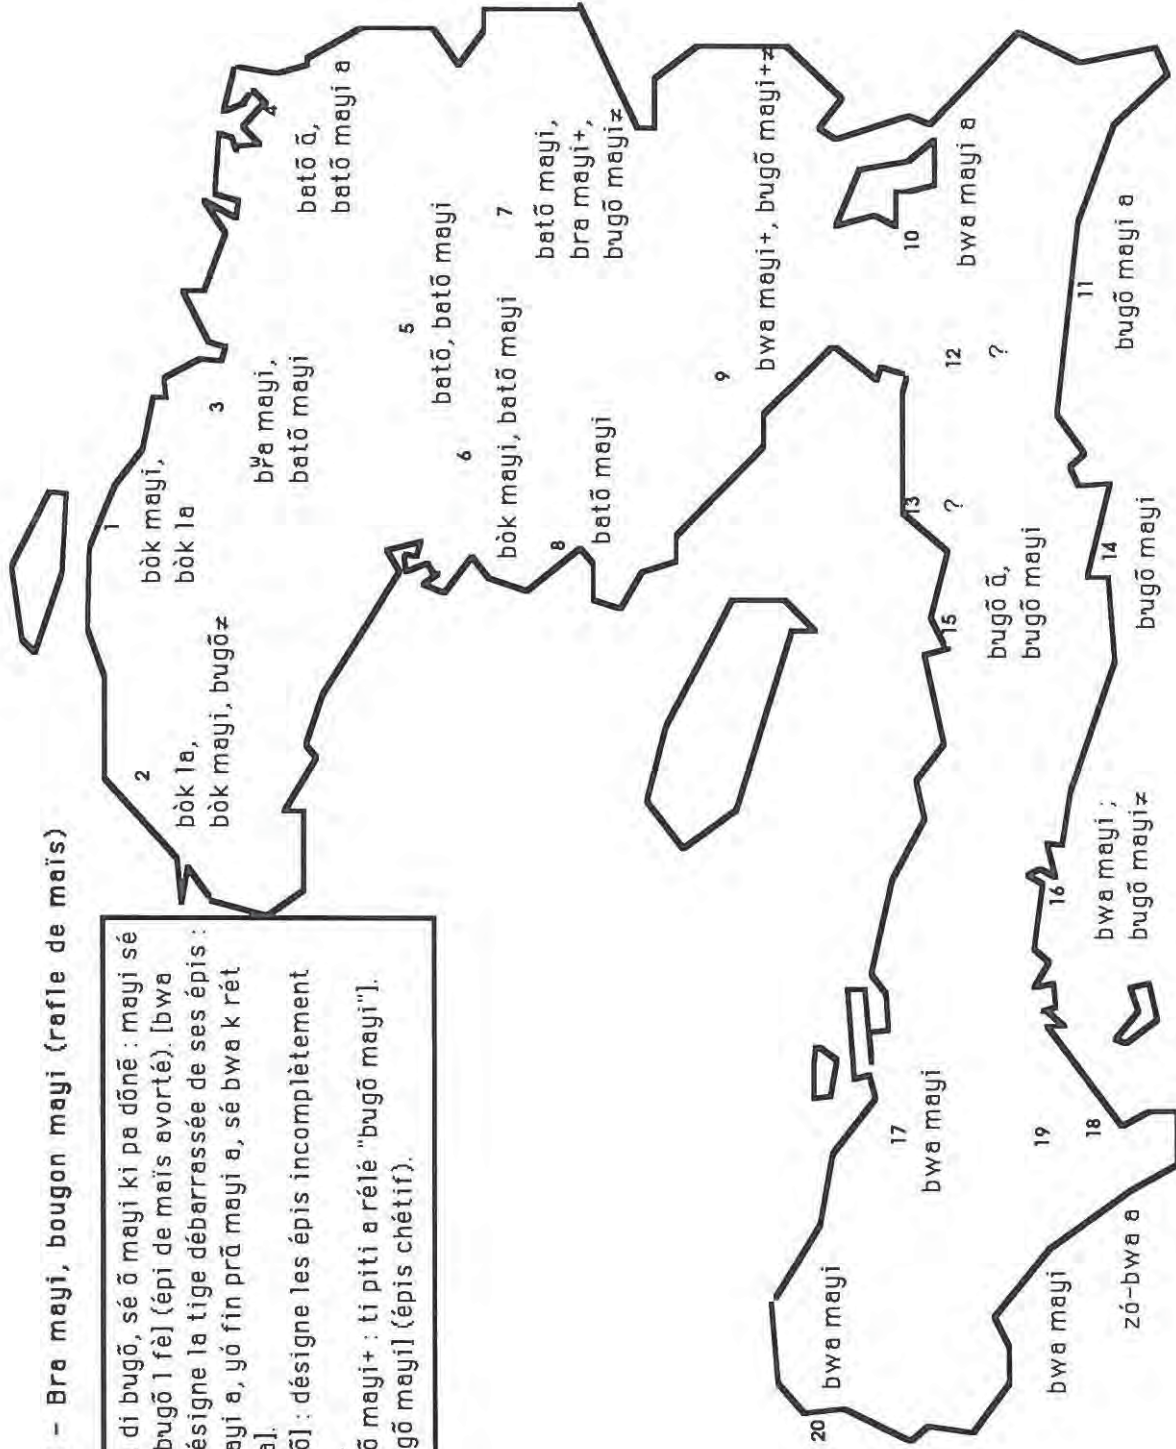 - Bra mayi, bougon mayi (rafle de maïs)
di bugõ, sé õ mayi ki pa dõnẽ : mayi sé
bugõ l fè] (épi de maïs avorté). [bwa
ésigne la tige débarrassée de ses épis :
ayi a, yó fin prã mayi a, sé bwa k rét
a].
õ] : désigne les épis incomplètement
õ mayi+ : ti piti a rélé "bugõ mayi"].
gõ mayi] (épis chétif).
1
bòk mayi,
bòk la
2
bòk la,
bòk mayi, bugõ≠
3
bʷra mayi,
batõ mayi
4
batõ ã,
batõ mayi a
5
batõ, batõ mayi
6
bòk mayi, batõ mayi
7
batõ mayi,
bra mayi+,
bugõ mayi≠
8
batõ mayi
9
bwa mayi+, bugõ mayi+≠
10
bwa mayi a
11
bugõ mayi a
12
?
13
?
14
bugõ mayi
15
bugõ ã,
bugõ mayi
16
bwa mayi ;
bugõ mayi≠
17
bwa mayi
18
zó-bwa a
19
bwa mayi
20
bwa mayi